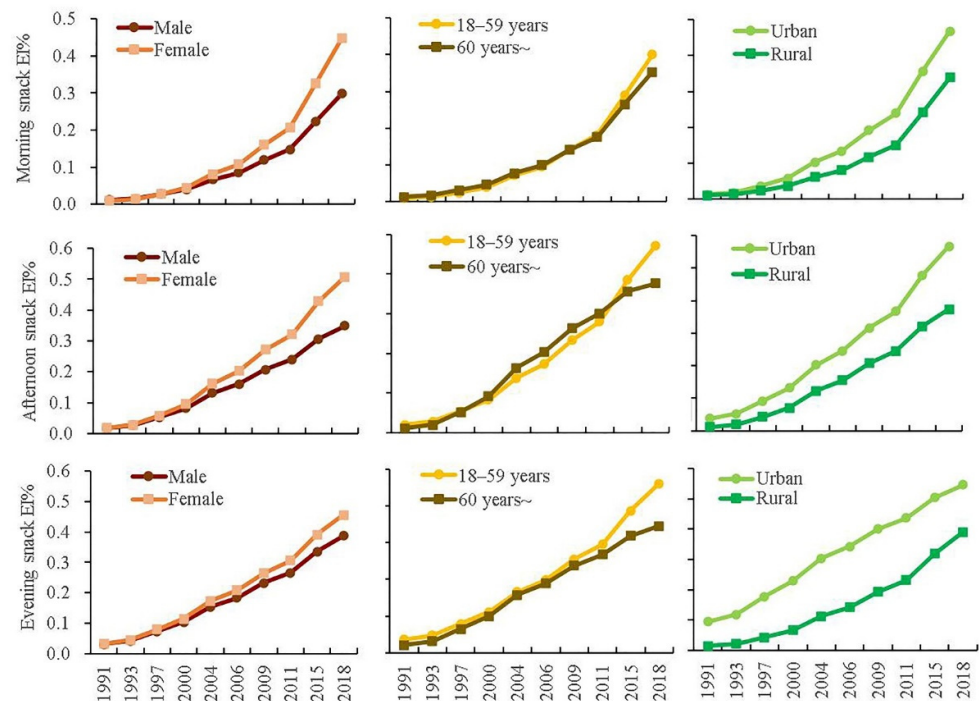 Morning snack EI%
0.5
0.4
0.3
0.2
0.1
0.0
Male
Female
18–59 years
60 years~
Urban
Rural
Afternoon snack EI%
0.6
0.5
0.4
0.3
0.2
0.1
0.0
Male
Female
18–59 years
60 years~
Urban
Rural
Evening snack EI%
0.6
0.5
0.4
0.3
0.2
0.1
0.0
Male
Female
18–59 years
60 years~
Urban
Rural
1991
1993
1997
2000
2004
2006
2009
2011
2015
2018
1991
1993
1997
2000
2004
2006
2009
2011
2015
2018
1991
1993
1997
2000
2004
2006
2009
2011
2015
2018